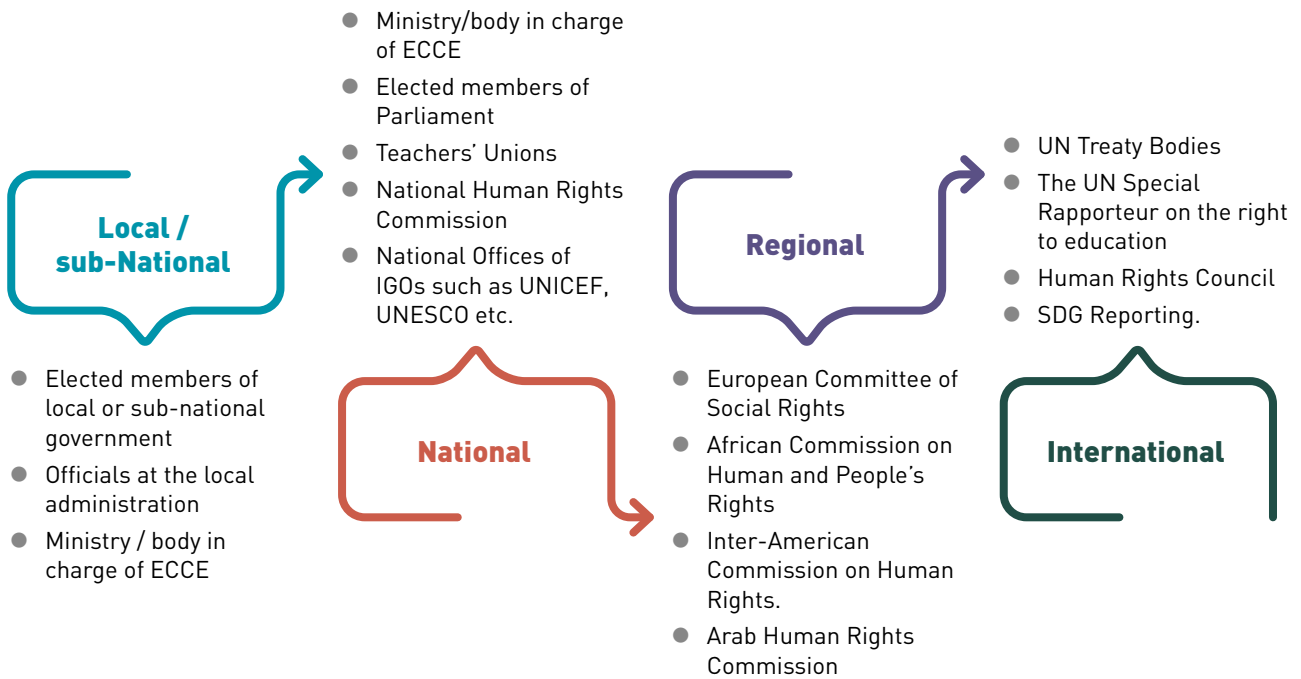 Local /
sub-National
● Elected members of
local or sub-national
government
● Officials at the local
administration
● Ministry / body in
charge of ECCE
● Ministry/body in charge
of ECCE
● Elected members of
Parliament
● Teachers’ Unions
● National Human Rights
Commission
● National Offices of
IGOs such as UNICEF,
UNESCO etc.
National
Regional
● European Committee of
Social Rights
● African Commission on
Human and People’s
Rights
● Inter-American
Commission on Human
Rights.
● Arab Human Rights
Commission
● UN Treaty Bodies
● The UN Special
Rapporteur on the right
to education
● Human Rights Council
● SDG Reporting.
International